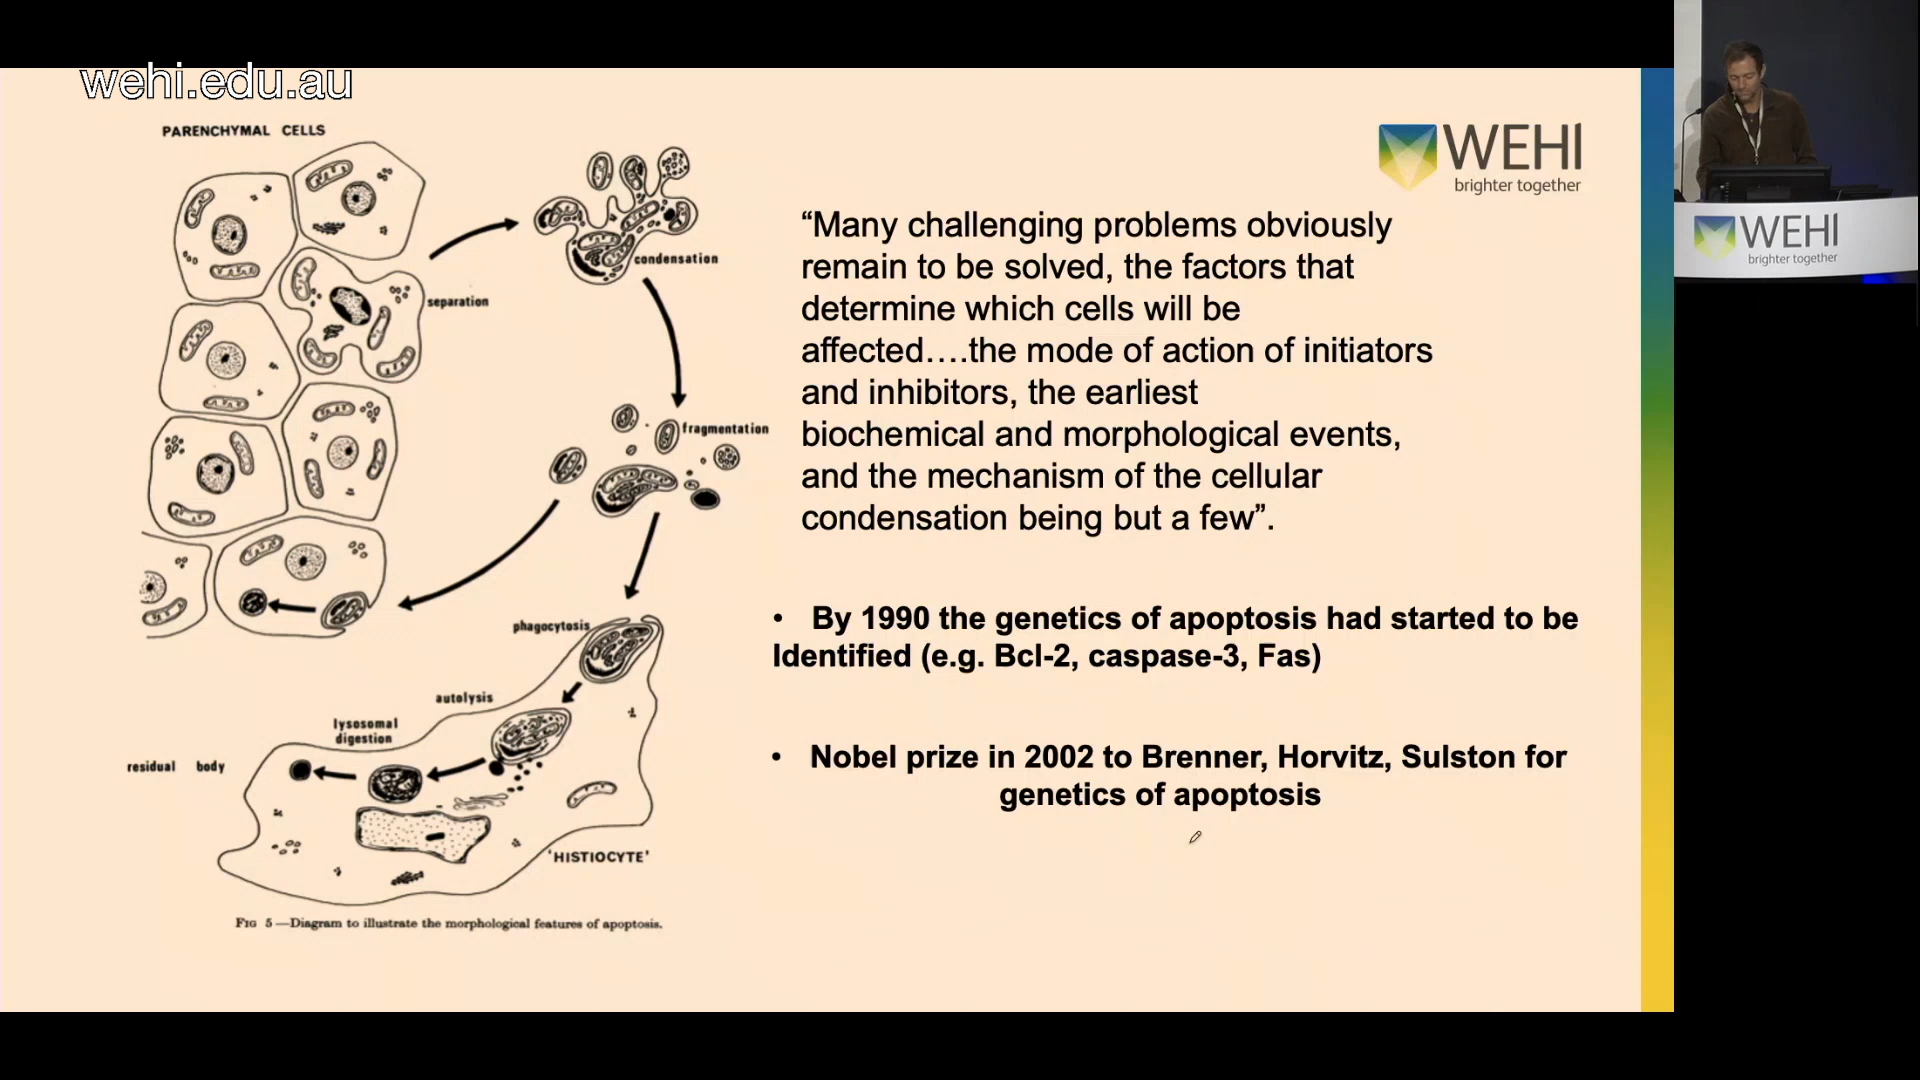 wehi.edu.au
PARENCHYMAL CELLS
condensation
separation
fragmentation
phagocytosis
autolysis
lysosomal
digestion
residual body
'HISTIOCYTE'
FIG 5 —Diagram to illustrate the morphological features of apoptosis.
WEHI
brighter together
“Many challenging problems obviously
remain to be solved, the factors that
determine which cells will be
affected….the mode of action of initiators
and inhibitors, the earliest
biochemical and morphological events,
and the mechanism of the cellular
condensation being but a few”.
• By 1990 the genetics of apoptosis had started to be
Identified (e.g. Bcl-2, caspase-3, Fas)
• Nobel prize in 2002 to Brenner, Horvitz, Sulston for
genetics of apoptosis
WEHI
brighter together